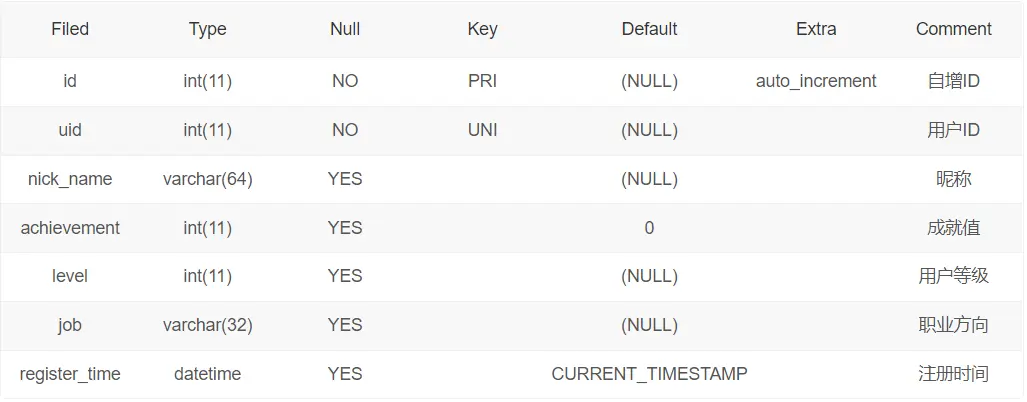 Filed Type Null Key Default Extra Comment
id int(11) NO PRI (NULL) auto_increment 自增ID
uid int(11) NO UNI (NULL) 用户ID
nick_name varchar(64) YES (NULL) 昵称
achievement int(11) YES 0 成就值
level int(11) YES (NULL) 用户等级
job varchar(32) YES (NULL) 职业方向
register_time datetime YES CURRENT_TIMESTAMP 注册时间